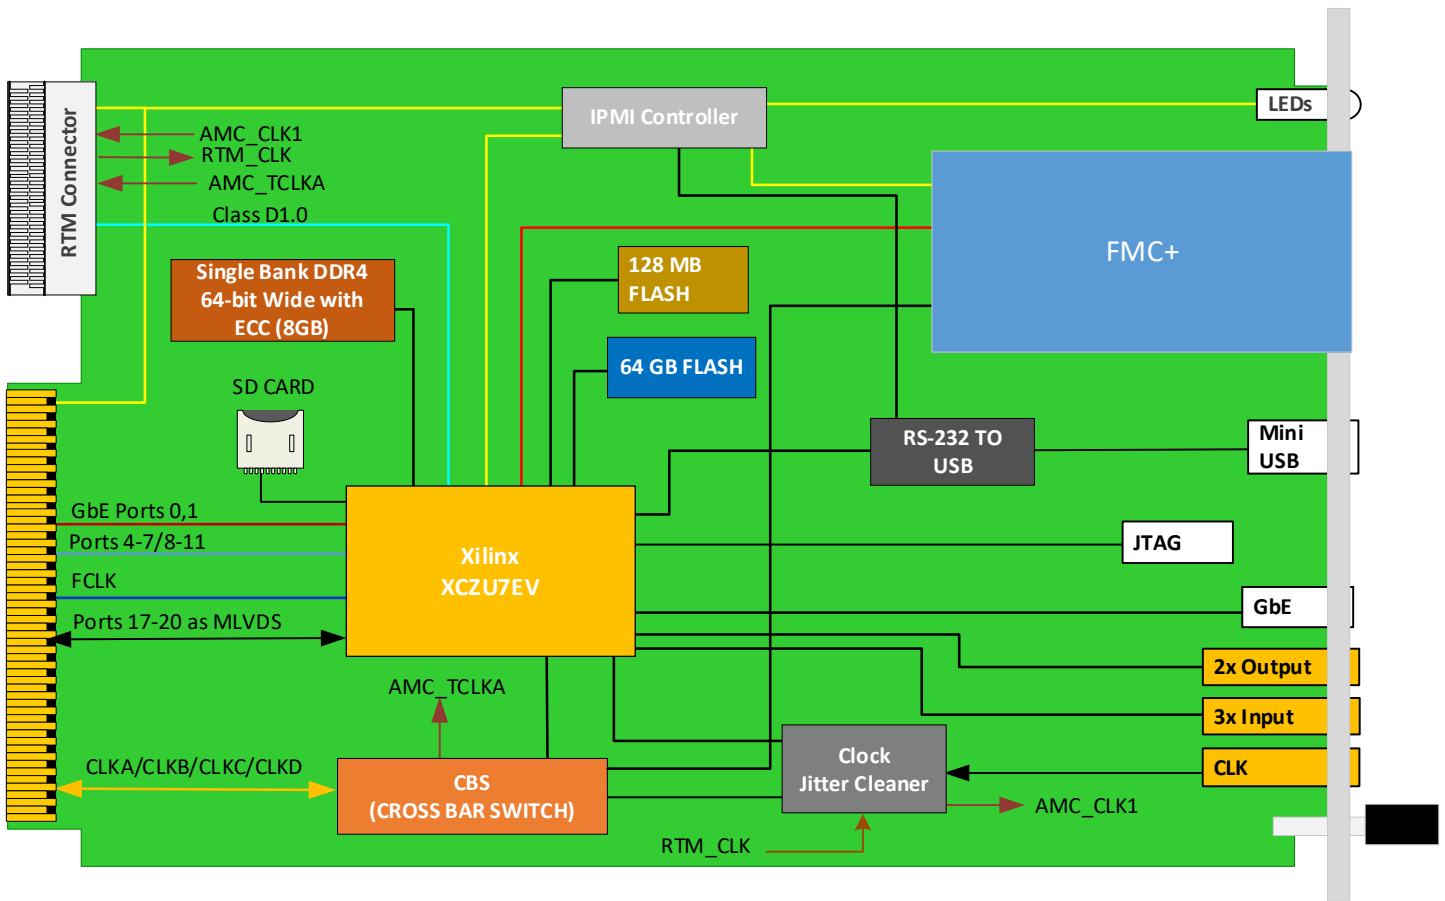 IPMI Controller
LEDs
RTM Connector
AMC_CLK1
RTM_CLK
AMC_TCLKA
Class D1.0
FMC+
Single Bank DDR4
64-bit Wide with
ECC (8GB)
128 MB
FLASH
64 GB FLASH
SD CARD
RS-232 TO
USB
Mini
USB
GbE Ports 0,1
Ports 4-7/8-11
FCLK
Ports 17-20 as MLVDS
Xilinx
XCZU7EV
JTAG
GbE
2x Output
3x Input
CLK
AMC_TCLKA
CLKA/CLKB/CLKC/CLKD
CBS
(CROSS BAR SWITCH)
Clock
Jitter Cleaner
AMC_CLK1
RTM_CLK